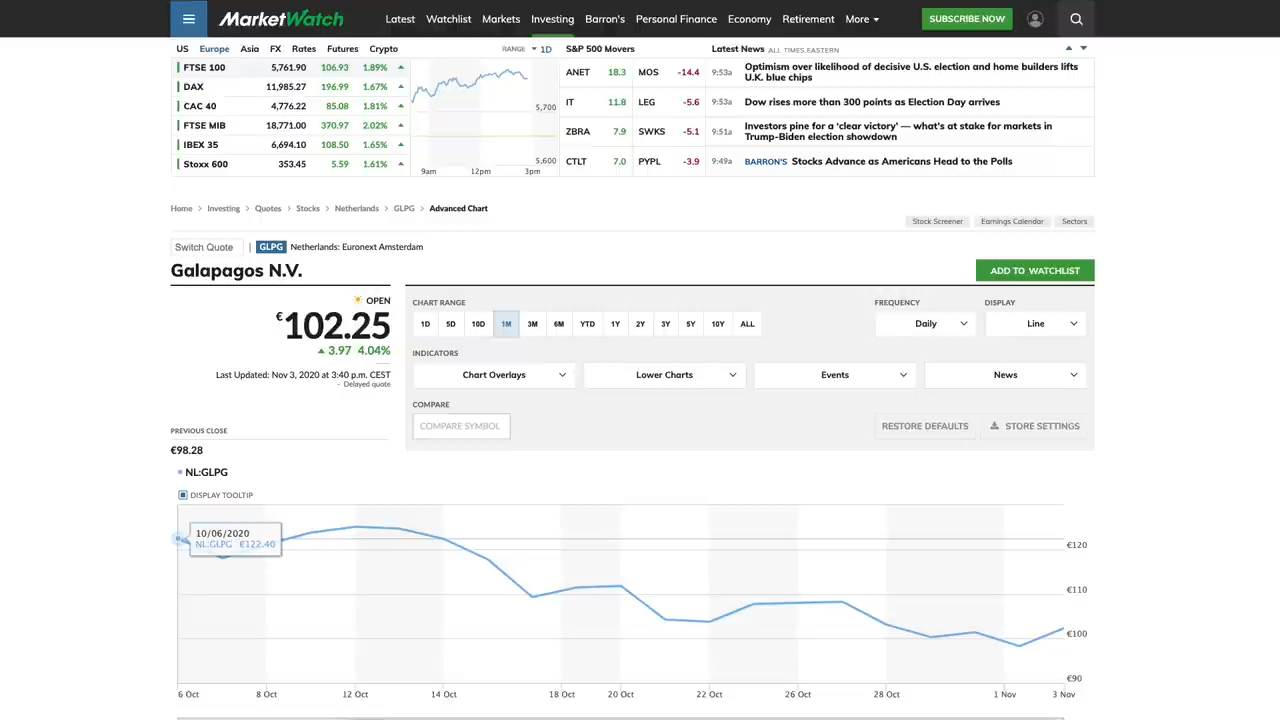 MarketWatch Latest Watchlist Markets Investing Barron's Personal Finance Economy Retirement More SUBSCRIBE NOW
US Europe Asia FX Rates Futures Crypto RANGE 1D
FTSE 100 5,761.90 106.93 1.89%
DAX 11,985.27 196.99 1.67%
CAC 40 4,776.22 85.08 1.81%
FTSE MIB 18,771.00 370.97 2.02%
IBEX 35 6,694.10 108.50 1.65%
Stoxx 600 353.45 5.59 1.61%
5,700
5,600
9am 12pm 3pm
S&P 500 Movers
ANET 18.3 MOS -14.4
IT 11.8 LEG -5.6
ZBRA 7.9 SWKS -5.1
CTLT 7.0 PYPL -3.9
Latest News ALL TIMES EASTERN
9:53a Optimism over likelihood of decisive U.S. election and home builders lifts
U.K. blue chips
9:53a Dow rises more than 300 points as Election Day arrives
9:51a Investors pine for a ‘clear victory’ — what's at stake for markets in
Trump-Biden election showdown
9:49a BARRON'S Stocks Advance as Americans Head to the Polls
Home > Investing > Quotes > Stocks > Netherlands > GLPG > Advanced Chart
Stock Screener Earnings Calendar Sectors
Switch Quote | GLPG Netherlands: Euronext Amsterdam
Galapagos N.V.
ADD TO WATCHLIST
OPEN
€102.25
3.97 4.04%
Last Updated: Nov 3, 2020 at 3:40 p.m. CEST
- Delayed quote
PREVIOUS CLOSE
€98.28
CHART RANGE FREQUENCY DISPLAY
1D 5D 10D 1M 3M 6M YTD 1Y 2Y 3Y 5Y 10Y ALL Daily Line
INDICATORS
Chart Overlays Lower Charts Events News
COMPARE
COMPARE SYMBOL RESTORE DEFAULTS STORE SETTINGS
NL:GLPG
DISPLAY TOOLTIP
10/06/2020
NL:GLPG €122.40
€120
€110
€100
€90
6 Oct 8 Oct 12 Oct 14 Oct 18 Oct 20 Oct 22 Oct 26 Oct 28 Oct 1 Nov 3 Nov